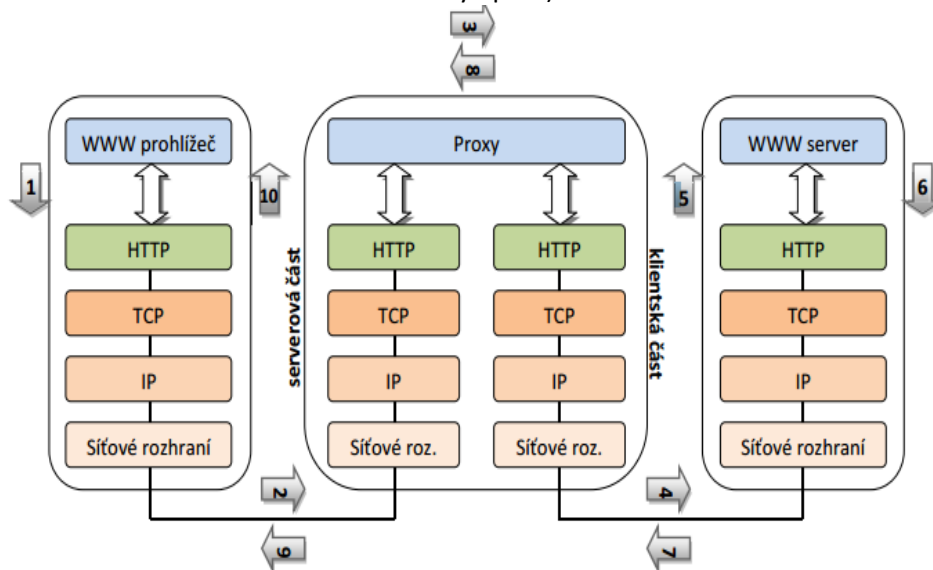 3
8
WWW prohlížeč
Proxy
WWW server
1
10
5
6
HTTP
HTTP
HTTP
HTTP
serverová část
klientská část
TCP
TCP
TCP
TCP
IP
IP
IP
IP
Síťové rozhraní
Síťové roz.
Síťové roz.
Síťové rozhraní
2
4
9
7